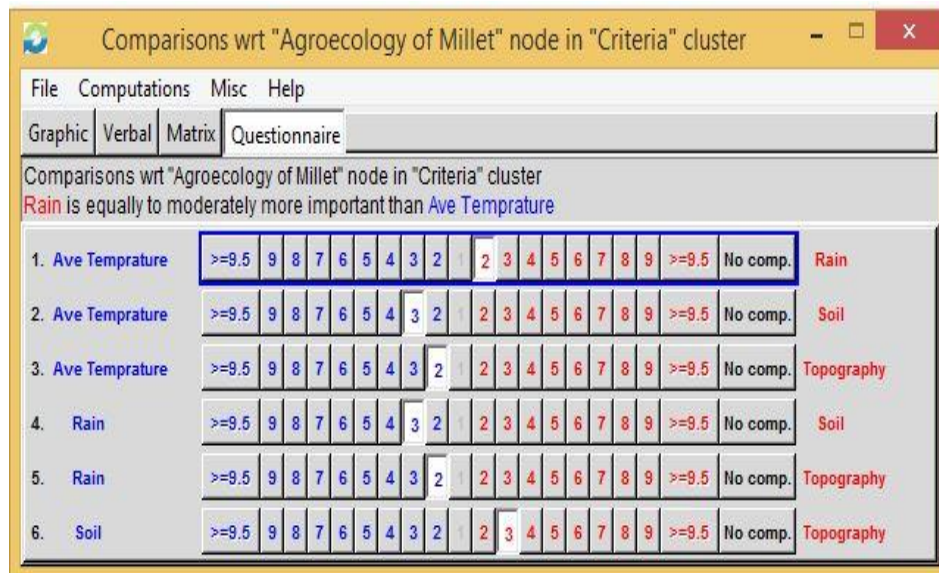 Comparisons wrt "Agroecology of Millet" node in "Criteria" cluster
File Computations Misc Help
Graphic Verbal Matrix Questionnaire
Comparisons wrt "Agroecology of Millet" node in "Criteria" cluster
Rain is equally to moderately more important than Ave Temprature
1. Ave Temprature >=9.5 9 8 7 6 5 4 3 2 1 2 3 4 5 6 7 8 9 >=9.5 No comp. Rain
2. Ave Temprature >=9.5 9 8 7 6 5 4 3 2 1 2 3 4 5 6 7 8 9 >=9.5 No comp. Soil
3. Ave Temprature >=9.5 9 8 7 6 5 4 3 2 1 2 3 4 5 6 7 8 9 >=9.5 No comp. Topography
4. Rain >=9.5 9 8 7 6 5 4 3 2 1 2 3 4 5 6 7 8 9 >=9.5 No comp. Soil
5. Rain >=9.5 9 8 7 6 5 4 3 2 1 2 3 4 5 6 7 8 9 >=9.5 No comp. Topography
6. Soil >=9.5 9 8 7 6 5 4 3 2 1 2 3 4 5 6 7 8 9 >=9.5 No comp. Topography